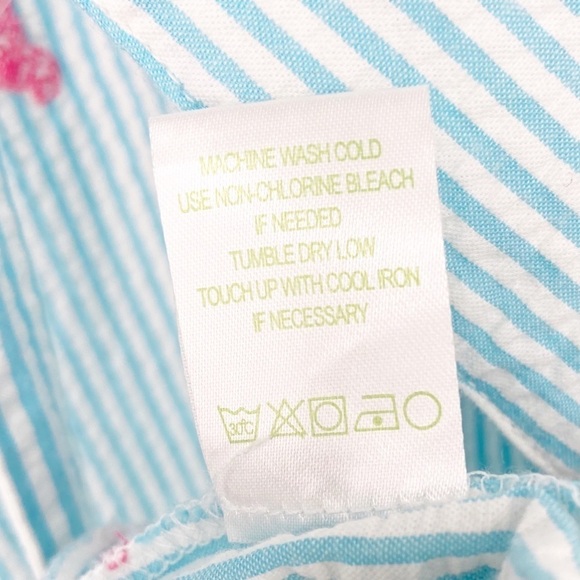 MACHINE WASH COLD
USE NON-CHLORINE BLEACH
IF NEEDED
TUMBLE DRY LOW
TOUCH UP WITH COOL IRON
IF NECESSARY
30°C